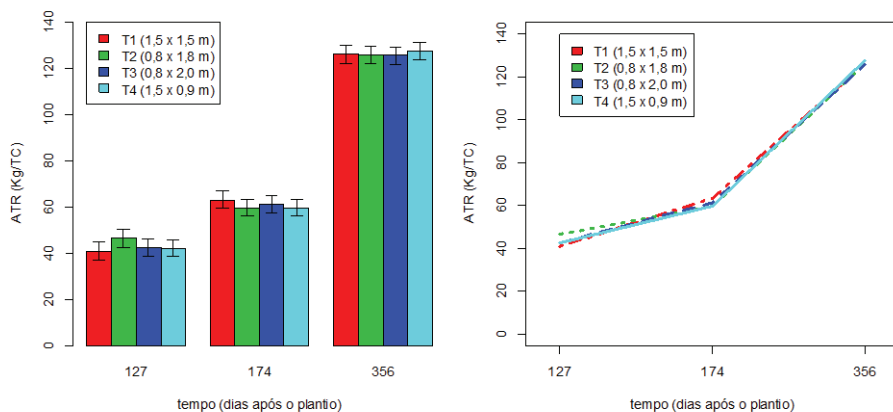 140
120
100
80
60
40
20
0
ATR (Kg/TC)
T1 (1,5 x 1,5 m)
T2 (0,8 x 1,8 m)
T3 (0,8 x 2,0 m)
T4 (1,5 x 0,9 m)
127 174 356
tempo (dias após o plantio)
140
120
100
80
60
40
20
0
ATR (Kg/TC)
T1 (1,5 x 1,5 m)
T2 (0,8 x 1,8 m)
T3 (0,8 x 2,0 m)
T4 (1,5 x 0,9 m)
127 174 356
tempo (dias após o plantio)